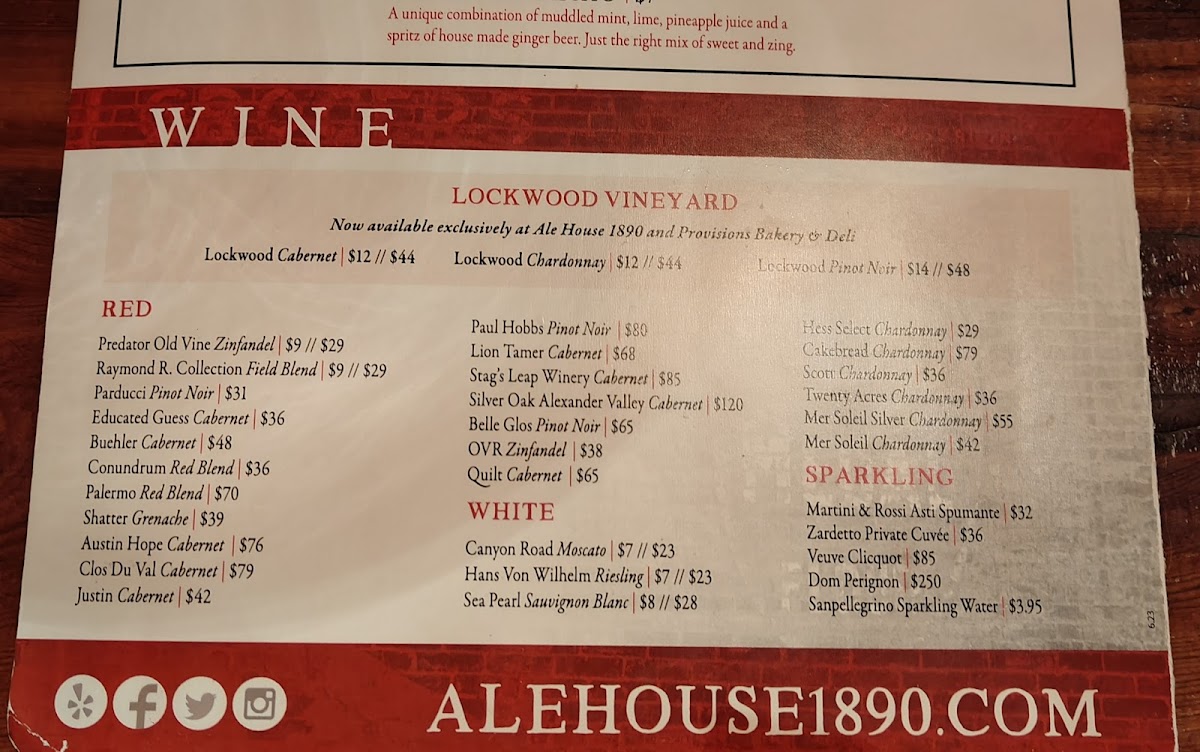 A unique combination of muddled mint, lime, pineapple juice and a
spritz of house made ginger beer. Just the right mix of sweet and zing.
WINE
LOCKWOOD VINEYARD
Now available exclusively at Ale House 1890 and Provisions Bakery & Deli
Lockwood Cabernet | $12 // $44
Lockwood Chardonnay | $12 // $44
Lockwood Pinot Noir | $14 // $48
RED
Predator Old Vine Zinfandel | $9 // $29
Raymond R. Collection Field Blend | $9 // $29
Parducci Pinot Noir | $31
Educated Guess Cabernet | $36
Buehler Cabernet | $48
Conundrum Red Blend | $36
Palermo Red Blend | $70
Shatter Grenache | $39
Austin Hope Cabernet | $76
Clos Du Val Cabernet | $79
Justin Cabernet | $42
Paul Hobbs Pinot Noir | $80
Lion Tamer Cabernet | $68
Stag's Leap Winery Cabernet | $85
Silver Oak Alexander Valley Cabernet | $120
Belle Glos Pinot Noir | $65
OVR Zinfandel | $38
Quilt Cabernet | $65
WHITE
Canyon Road Moscato | $7 // $23
Hans Von Wilhelm Riesling | $7 // $23
Sea Pearl Sauvignon Blanc | $8 // $28
Hess Select Chardonnay | $29
Cakebread Chardonnay | $79
Scott Chardonnay | $36
Twenty Acres Chardonnay | $36
Mer Soleil Silver Chardonnay | $55
Mer Soleil Chardonnay | $42
SPARKLING
Martini & Rossi Asti Spumante | $32
Zardetto Private Cuvée | $36
Veuve Clicquot | $85
Dom Perignon | $250
Sanpellegrino Sparkling Water | $3.95
6.23
ALEHOUSE1890.COM